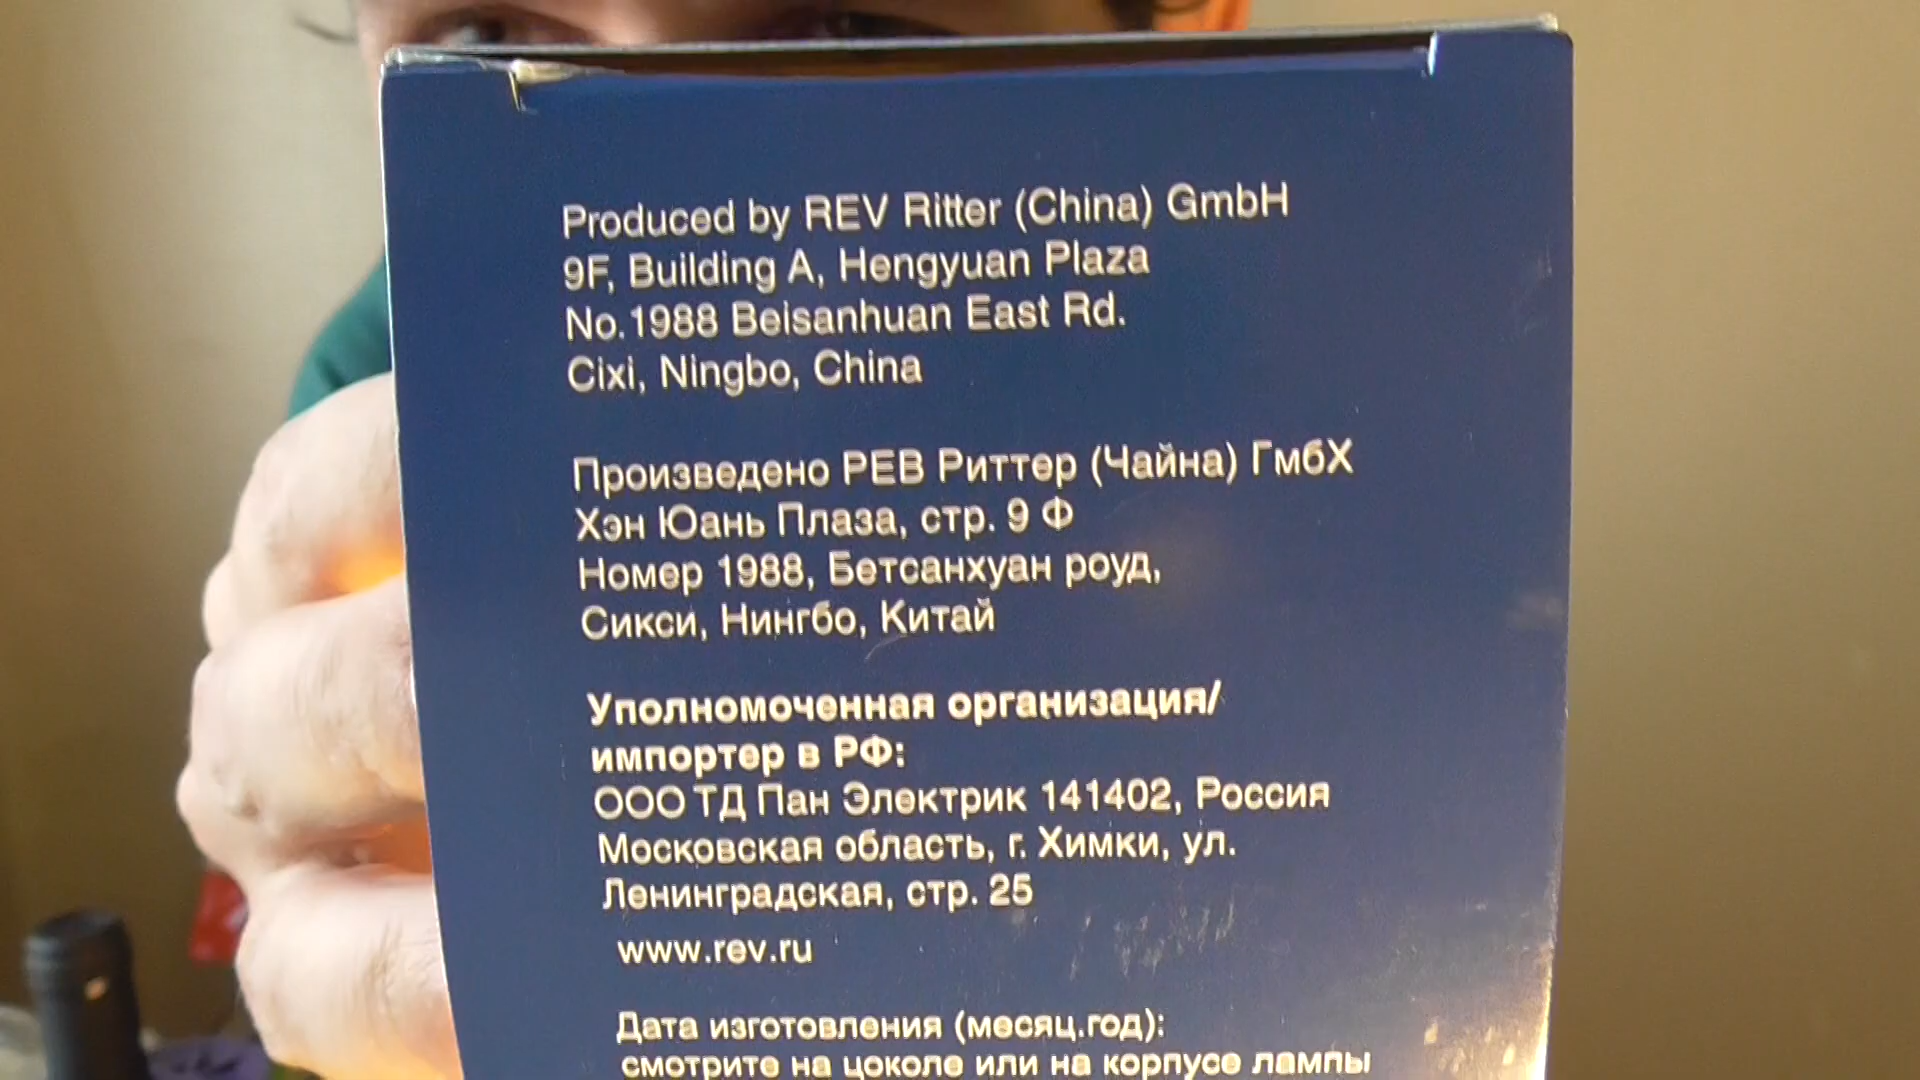 Produced by REV Ritter (China) GmbH
9F, Building A, Hengyuan Plaza
No.1988 Beisanhuan East Rd.
Cixi, Ningbo, China
Произведено РЕВ Риттер (Чайна) ГмбХ
Хэн Юань Плаза, стр. 9 Ф
Номер 1988, Бетсанхуан роуд,
Сикси, Нингбо, Китай
Уполномоченная организация/
импортер в РФ:
ООО ТД Пан Электрик 141402, Россия
Московская область, г. Химки, ул.
Ленинградская, стр. 25
www.rev.ru
Дата изготовления (месяц.год):
смотрите на цоколе или на корпусе лампы